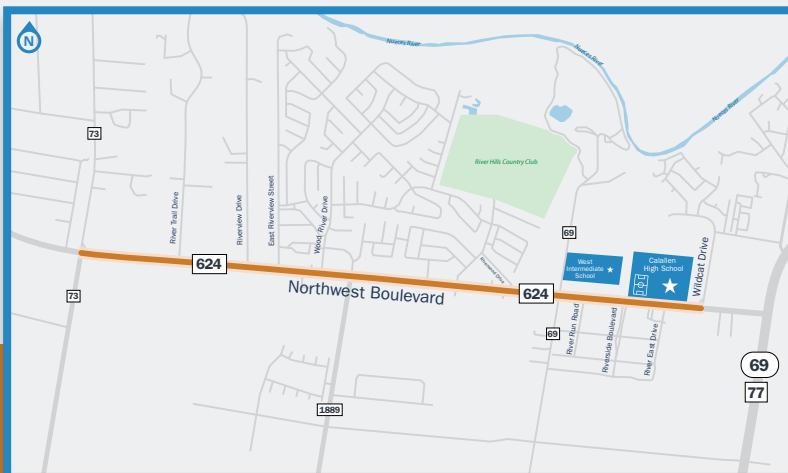 N
Nueces River
Nueces River
Nueces River
73
River Hills Country Club
River Trail Drive
Riverview Drive
East Riverview Street
Wood River Drive
69
West
Intermediate
School
Calallen
High School
Wildcat Drive
624
Northwest Boulevard
624
73
69
River Run Road
Riverside Boulevard
River East Drive
69
77
1889